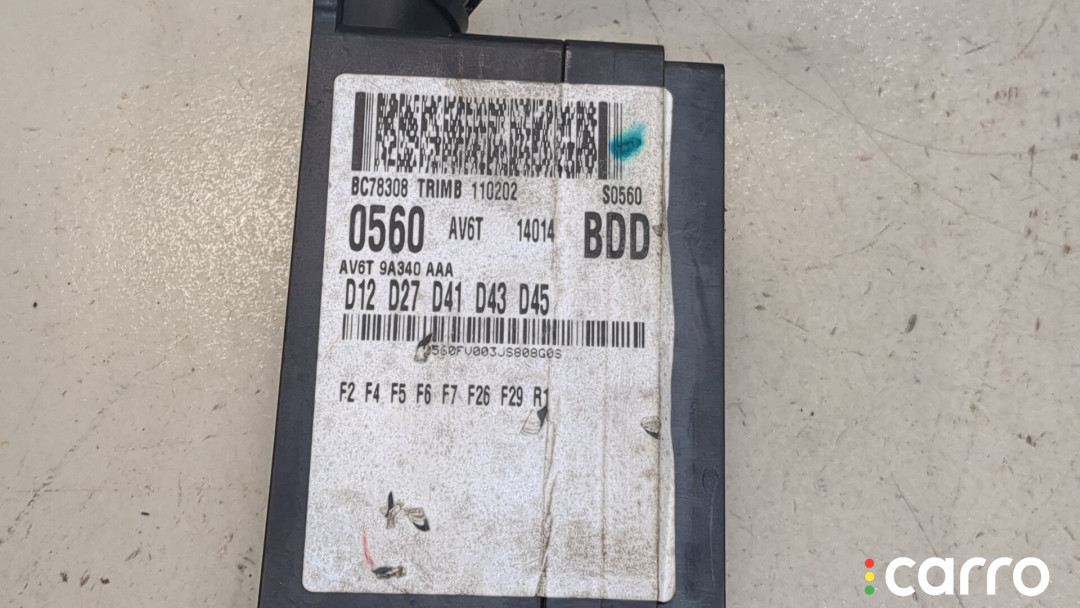 BC78308 TRIMB 110202 S0560
0560 AV6T 14014 BDD
AV6T 9A340 AAA
D12 D27 D41 D43 D45
0560FV003JS808G0S
F2 F4 F5 F6 F7 F26 F29 R1
carro